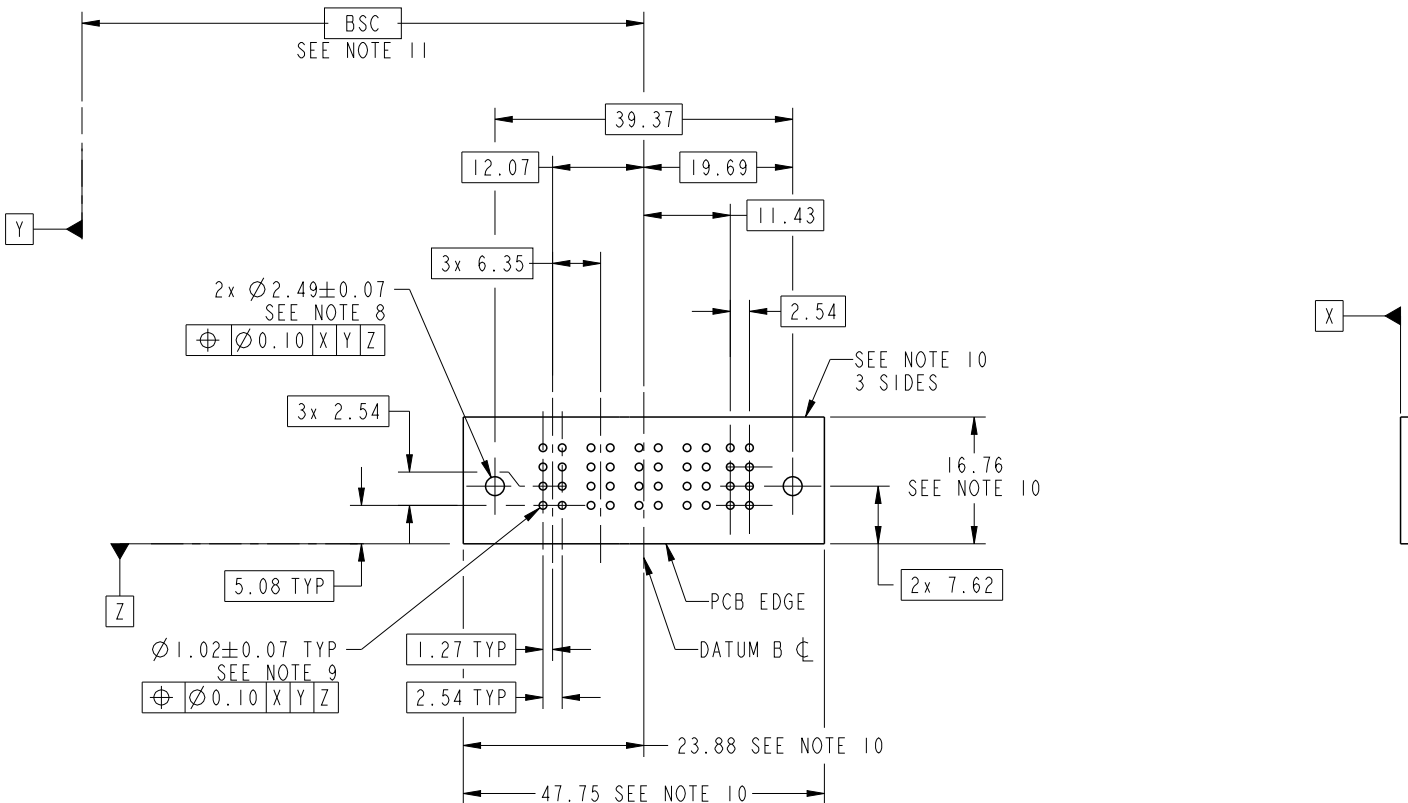 BSC
SEE NOTE 11
39.37
12.07
19.69
11.43
Y
3x 6.35
2x Ø2.49±0.07
SEE NOTE 8
⌖ Ø0.10 X Y Z
2.54
X
SEE NOTE 10
3 SIDES
3x 2.54
16.76
SEE NOTE 10
5.08 TYP
2x 7.62
Z
PCB EDGE
Ø1.02±0.07 TYP
SEE NOTE 9
⌖ Ø0.10 X Y Z
1.27 TYP
DATUM B ℄
2.54 TYP
23.88 SEE NOTE 10
47.75 SEE NOTE 10